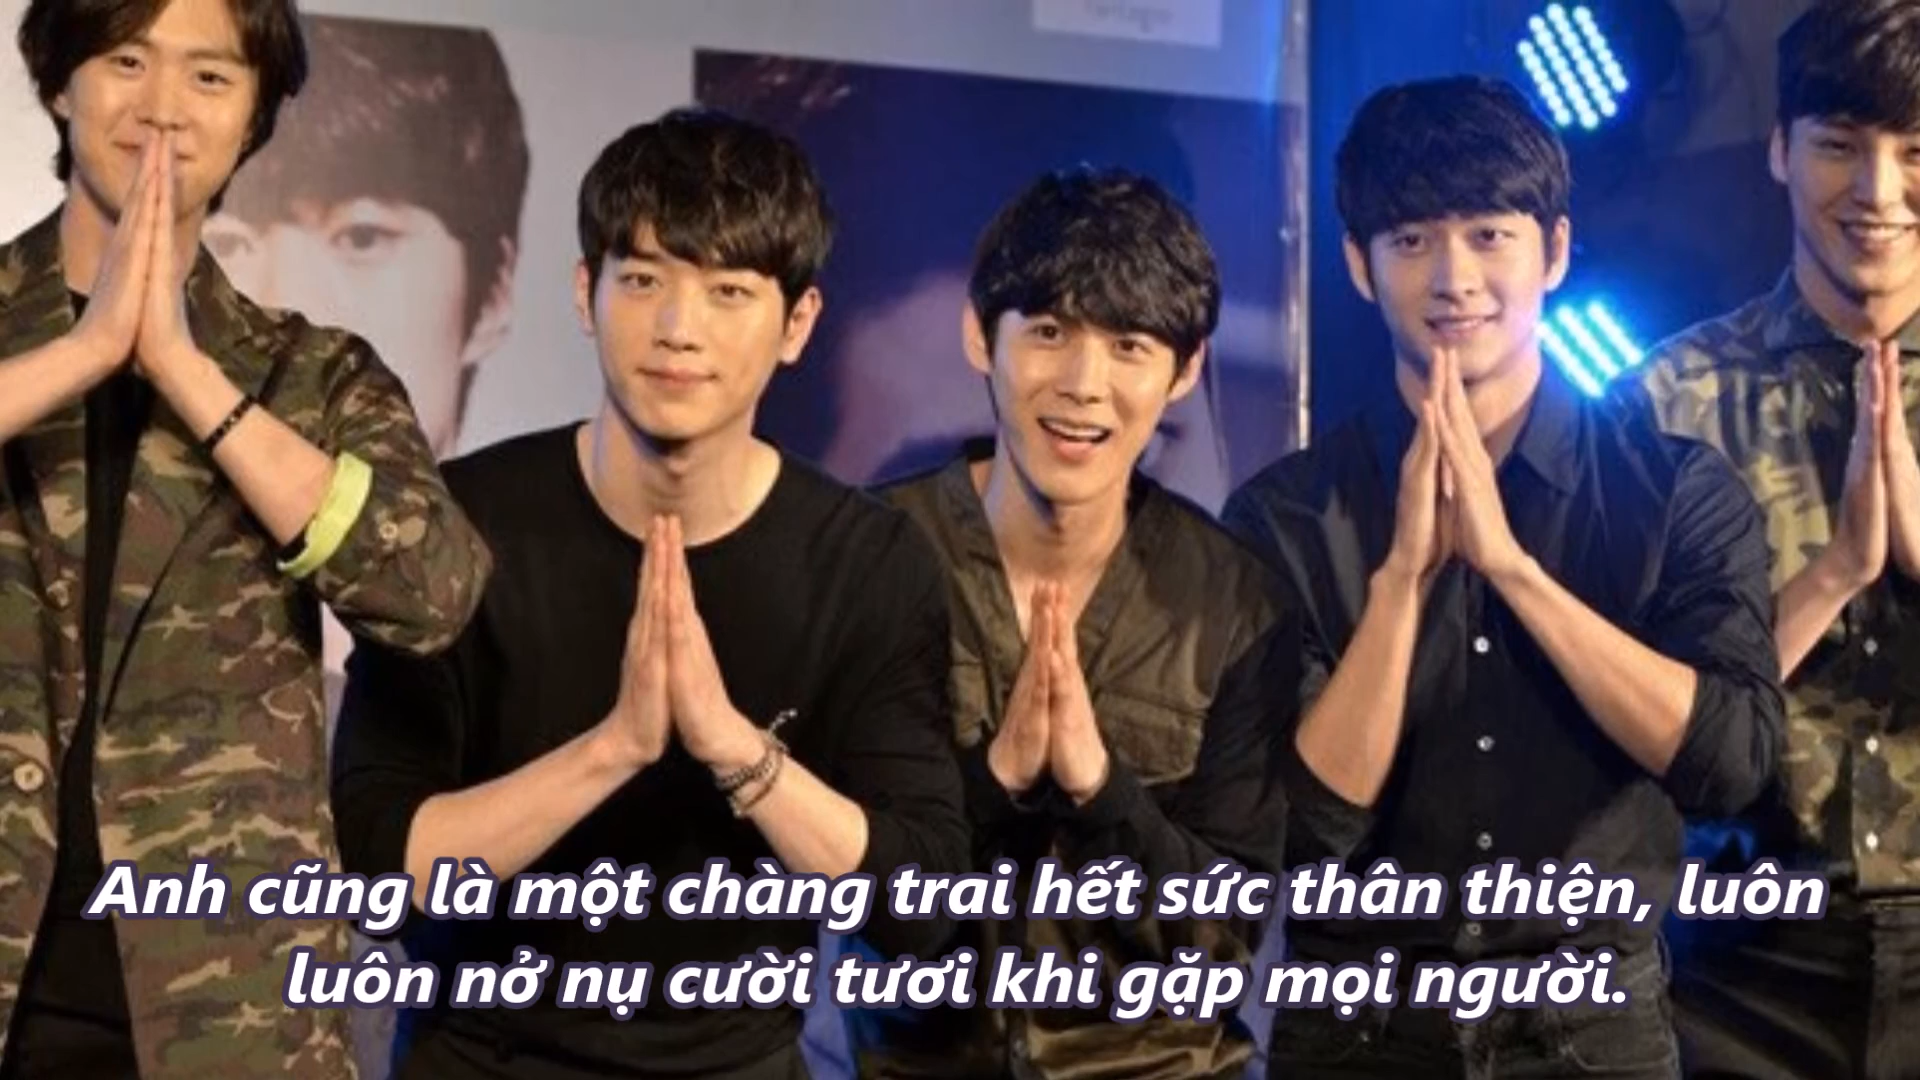 Anh cũng là một chàng trai hết sức thân thiện, luôn
luôn nở nụ cười tươi khi gặp mọi người.